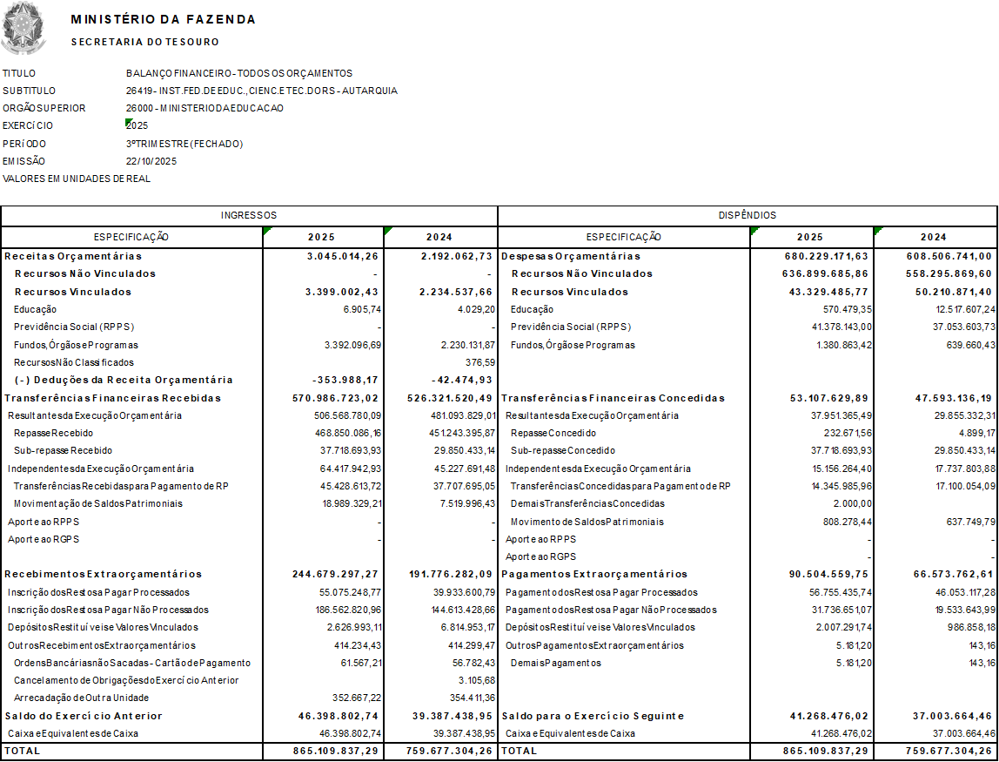 MINISTÉRIO DA FAZENDA
SECRETARIA DO TESOURO
TITULO BALANÇO FINANCEIRO - TODOS OS ORÇAMENTOS
SUBTITULO 26419 - INST.FED.DE EDUC., CIENC.E TEC.DO RS - AUTARQUIA
ORGÃO SUPERIOR 26000 - MINISTERIO DA EDUCACAO
EXERCÍCIO 2025
PERÍODO 3º TRIMESTRE (FECHADO)
EMISSÃO 22/10/2025
VALORES EM UNIDADES DE REAL
INGRESSOS DISPÊNDIOS
ESPECIFICAÇÃO 2025 2024 ESPECIFICAÇÃO 2025 2024
Receitas Orçamentárias 3.045.014,26 2.192.062,73 Despesas Orçamentárias 680.229.171,63 608.506.741,00
Recursos Não Vinculados - - Recursos Não Vinculados 636.899.685,86 558.295.869,60
Recursos Vinculados 3.399.002,43 2.234.537,66 Recursos Vinculados 43.329.485,77 50.210.871,40
Educação 6.905,74 4.029,20 Educação 570.479,35 12.517.607,24
Previdência Social (RPPS) - - Previdência Social (RPPS) 41.378.143,00 37.053.603,73
Fundos, Órgãos e Programas 3.392.096,69 2.230.131,87 Fundos, Órgãos e Programas 1.380.863,42 639.660,43
Recursos Não Classificados 376,59
(-) Deduções da Receita Orçamentária -353.988,17 -42.474,93
Transferências Financeiras Recebidas 570.986.723,02 526.321.520,49 Transferências Financeiras Concedidas 53.107.629,89 47.593.136,19
Resultantes da Execução Orçamentária 506.568.780,09 481.093.829,01 Resultantes da Execução Orçamentária 37.951.365,49 29.855.332,31
Repasse Recebido 468.850.086,16 451.243.395,87 Repasse Concedido 232.671,56 4.899,17
Sub-repasse Recebido 37.718.693,93 29.850.433,14 Sub-repasse Concedido 37.718.693,93 29.850.433,14
Independentes da Execução Orçamentária 64.417.942,93 45.227.691,48 Independentes da Execução Orçamentária 15.156.264,40 17.737.803,88
Transferências Recebidas para Pagamento de RP 45.428.613,72 37.707.695,05 Transferências Concedidas para Pagamento de RP 14.345.985,96 17.100.054,09
Movimentação de Saldos Patrimoniais 18.989.329,21 7.519.996,43 Demais Transferências Concedidas 2.000,00
Aporte ao RPPS - - Movimento de Saldos Patrimoniais 808.278,44 637.749,79
Aporte ao RGPS - - Aporte ao RPPS - -
Aporte ao RGPS - -
Recebimentos Extraorçamentários 244.679.297,27 191.776.282,09 Pagamentos Extraorçamentários 90.504.559,75 66.573.762,61
Inscrição dos Restos a Pagar Processados 55.075.248,77 39.933.600,79 Pagamento dos Restos a Pagar Processados 56.755.435,74 46.053.117,28
Inscrição dos Restos a Pagar Não Processados 186.562.820,96 144.613.428,66 Pagamento dos Restos a Pagar Não Processados 31.736.651,07 19.533.643,99
Depósitos Restituíveis e Valores Vinculados 2.626.993,11 6.814.953,17 Depósitos Restituíveis e Valores Vinculados 2.007.291,74 986.858,18
Outros Recebimentos Extraorçamentários 414.234,43 414.299,47 Outros Pagamentos Extraorçamentários 5.181,20 143,16
Ordens Bancárias não Sacadas - Cartão de Pagamento 61.567,21 56.782,43 Demais Pagamentos 5.181,20 143,16
Cancelamento de Obrigações do Exercício Anterior 3.105,68
Arrecadação de Outra Unidade 352.667,22 354.411,36
Saldo do Exercício Anterior 46.398.802,74 39.387.438,95 Saldo para o Exercício Seguinte 41.268.476,02 37.003.664,46
Caixa e Equivalentes de Caixa 46.398.802,74 39.387.438,95 Caixa e Equivalentes de Caixa 41.268.476,02 37.003.664,46
TOTAL 865.109.837,29 759.677.304,26 TOTAL 865.109.837,29 759.677.304,26